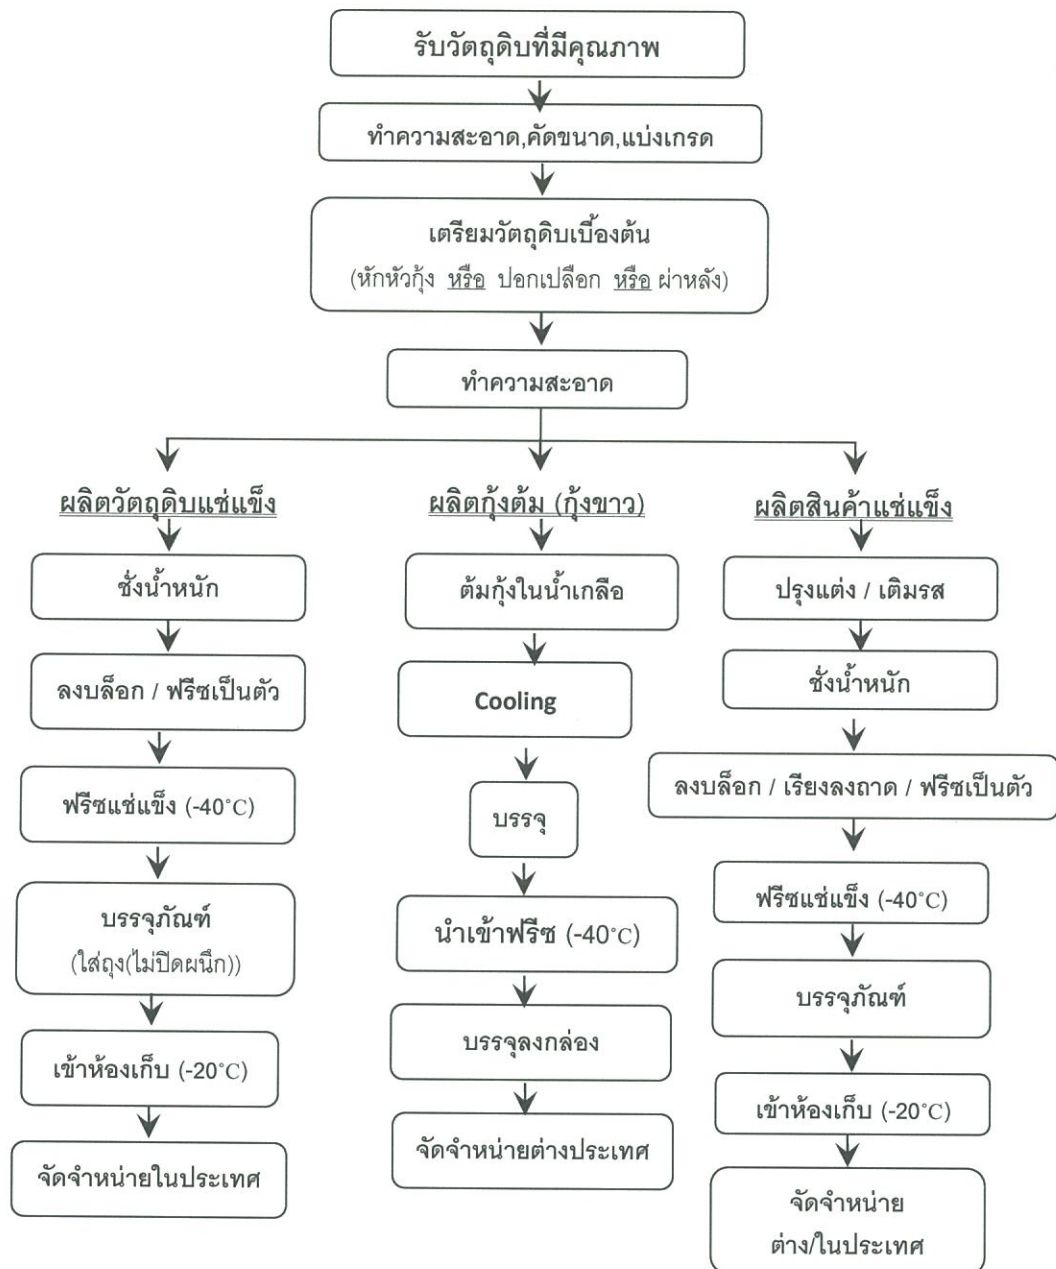 รับวัตถุดิบที่มีคุณภาพ
ทำความสะอาด,คัดขนาด,แบ่งเกรด
เตรียมวัตถุดิบเบื้องต้น
(หักหัวกุ้ง หรือ ปอกเปลือก หรือ ผ่าหลัง)
ทำความสะอาด
ผลิตวัตถุดิบแช่แข็ง
ชั่งน้ำหนัก
ลงบล็อก / ฟรีซเป็นตัว
ฟรีซแช่แข็ง (-40˚C)
บรรจุภัณฑ์
(ใส่ถุง(ไม่ปิดผนึก))
เข้าห้องเก็บ (-20˚C)
จัดจำหน่ายในประเทศ
ผลิตกุ้งต้ม (กุ้งขาว)
ต้มกุ้งในน้ำเกลือ
Cooling
บรรจุ
นำเข้าฟรีซ (-40˚C)
บรรจุลงกล่อง
จัดจำหน่ายต่างประเทศ
ผลิตสินค้าแช่แข็ง
ปรุงแต่ง / เติมรส
ชั่งน้ำหนัก
ลงบล็อก / เรียงลงถาด / ฟรีซเป็นตัว
ฟรีซแช่แข็ง (-40˚C)
บรรจุภัณฑ์
เข้าห้องเก็บ (-20˚C)
จัดจำหน่าย
ต่าง/ในประเทศ